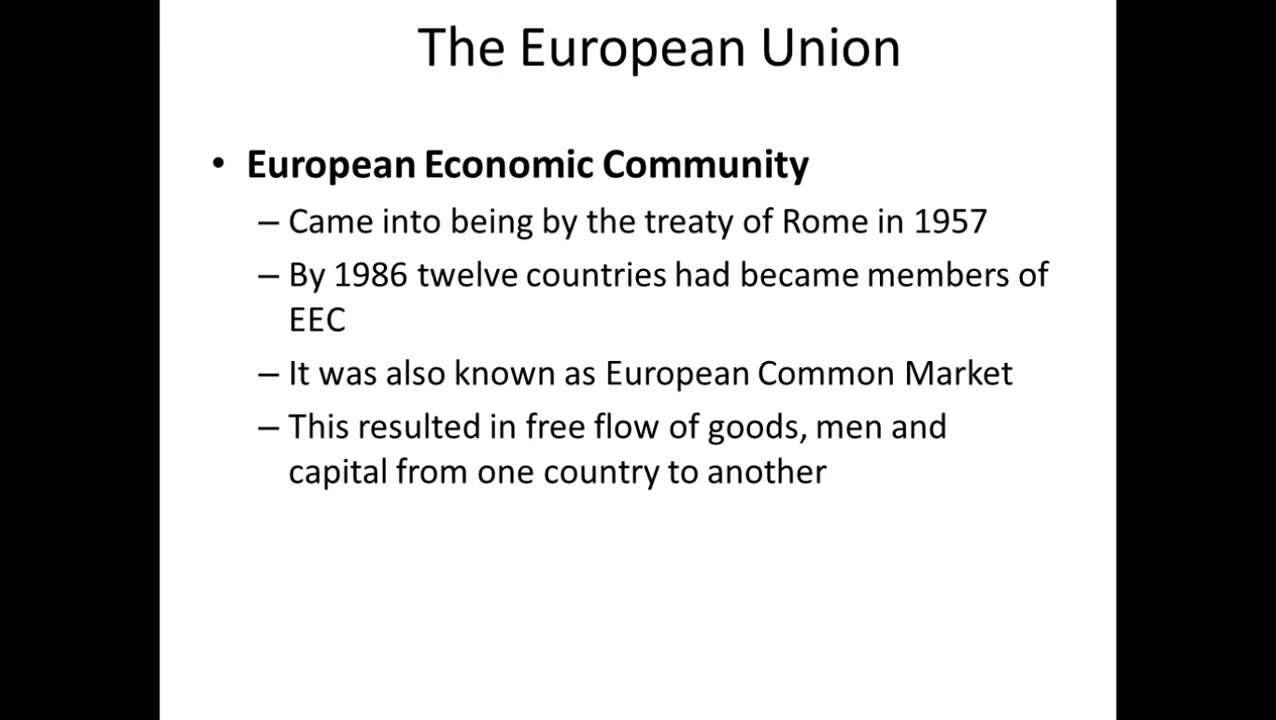 The European Union
• European Economic Community
– Came into being by the treaty of Rome in 1957
– By 1986 twelve countries had became members of
EEC
– It was also known as European Common Market
– This resulted in free flow of goods, men and
capital from one country to another